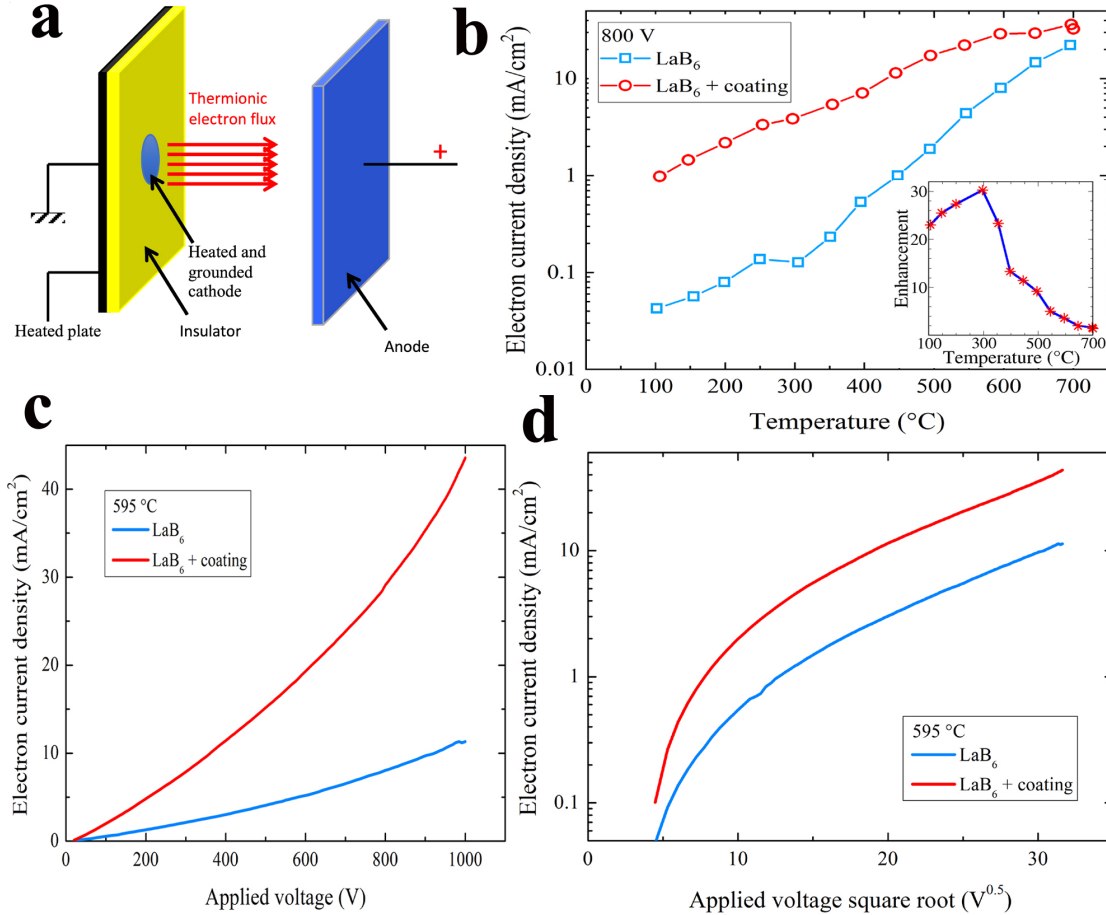 a
Thermionic
electron flux
+
Heated and
grounded
cathode
Heated plate
Insulator
Anode
b
Electron current density (mA/cm²)
10
1
0.1
0.01
800 V
LaB₆
LaB₆ + coating
0
100
200
300
400
500
600
700
Temperature (°C)
Enhancement
30
20
10
100
300
500
700
Temperature (°C)
c
Electron current density (mA/cm²)
40
30
20
10
0
595 °C
LaB₆
LaB₆ + coating
0
200
400
600
800
1000
Applied voltage (V)
d
Electron current density (mA/cm²)
10
1
0.1
595 °C
LaB₆
LaB₆ + coating
0
10
20
30
Applied voltage square root (V⁰·⁵)